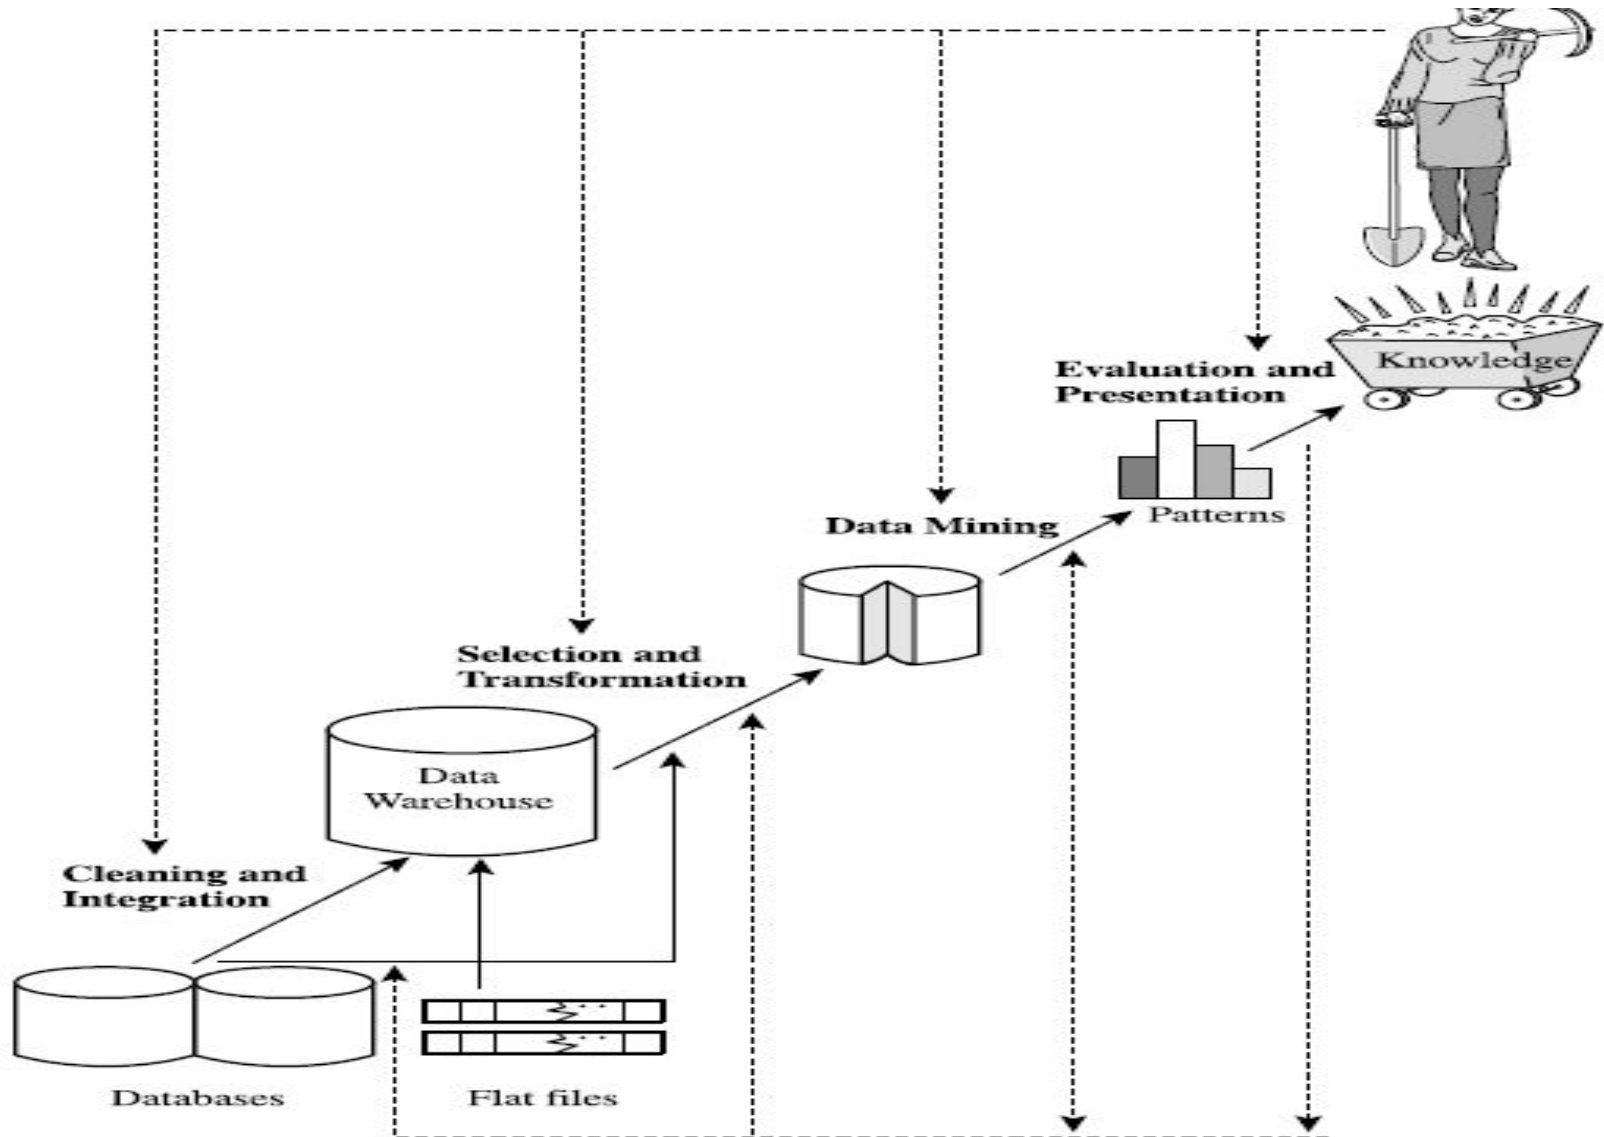 Evaluation and
Presentation
Knowledge
Patterns
Data Mining
Selection and
Transformation
Data
Warehouse
Cleaning and
Integration
Databases
Flat files